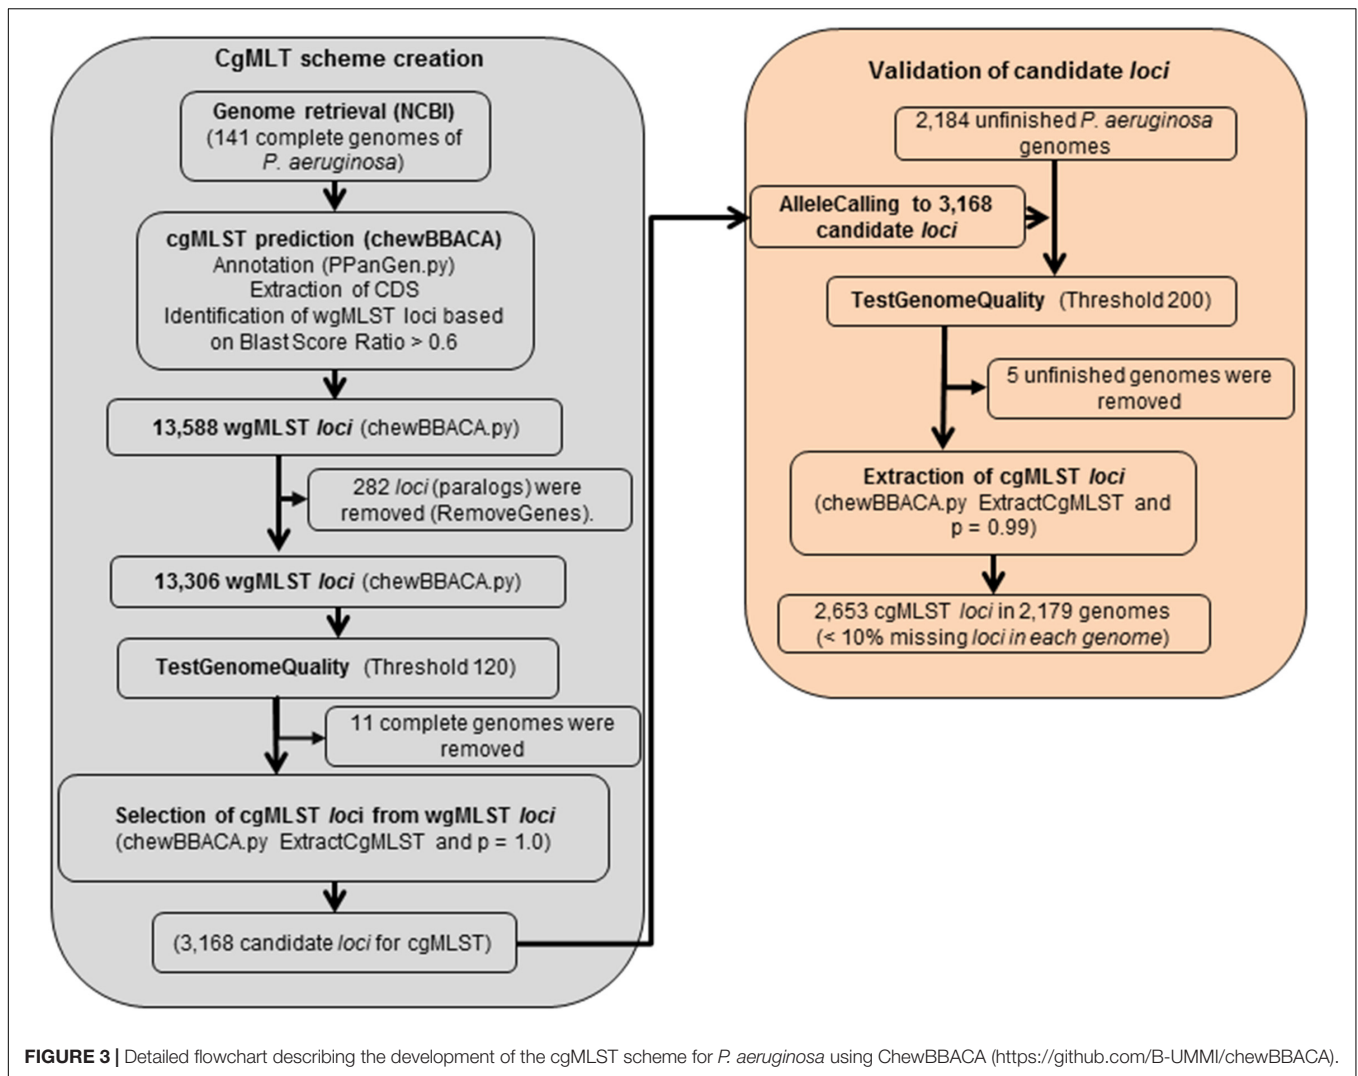 CgMLT scheme creation
Genome retrieval (NCBI)
(141 complete genomes of
P. aeruginosa)
cgMLST prediction (chewBBACA)
Annotation (PPanGen.py)
Extraction of CDS
Identification of wgMLST loci based
on Blast Score Ratio > 0.6
13,588 wgMLST loci (chewBBACA.py)
282 loci (paralogs) were
removed (RemoveGenes).
13,306 wgMLST loci (chewBBACA.py)
TestGenomeQuality (Threshold 120)
11 complete genomes were
removed
Selection of cgMLST loci from wgMLST loci
(chewBBACA.py ExtractCgMLST and p = 1.0)
(3,168 candidate loci for cgMLST)
Validation of candidate loci
2,184 unfinished P. aeruginosa
genomes
AlleleCalling to 3,168
candidate loci
TestGenomeQuality (Threshold 200)
5 unfinished genomes were
removed
Extraction of cgMLST loci
(chewBBACA.py ExtractCgMLST and
p = 0.99)
2,653 cgMLST loci in 2,179 genomes
(< 10% missing loci in each genome)
FIGURE 3 | Detailed flowchart describing the development of the cgMLST scheme for P. aeruginosa using ChewBBACA (https://github.com/B-UMMI/chewBBACA).